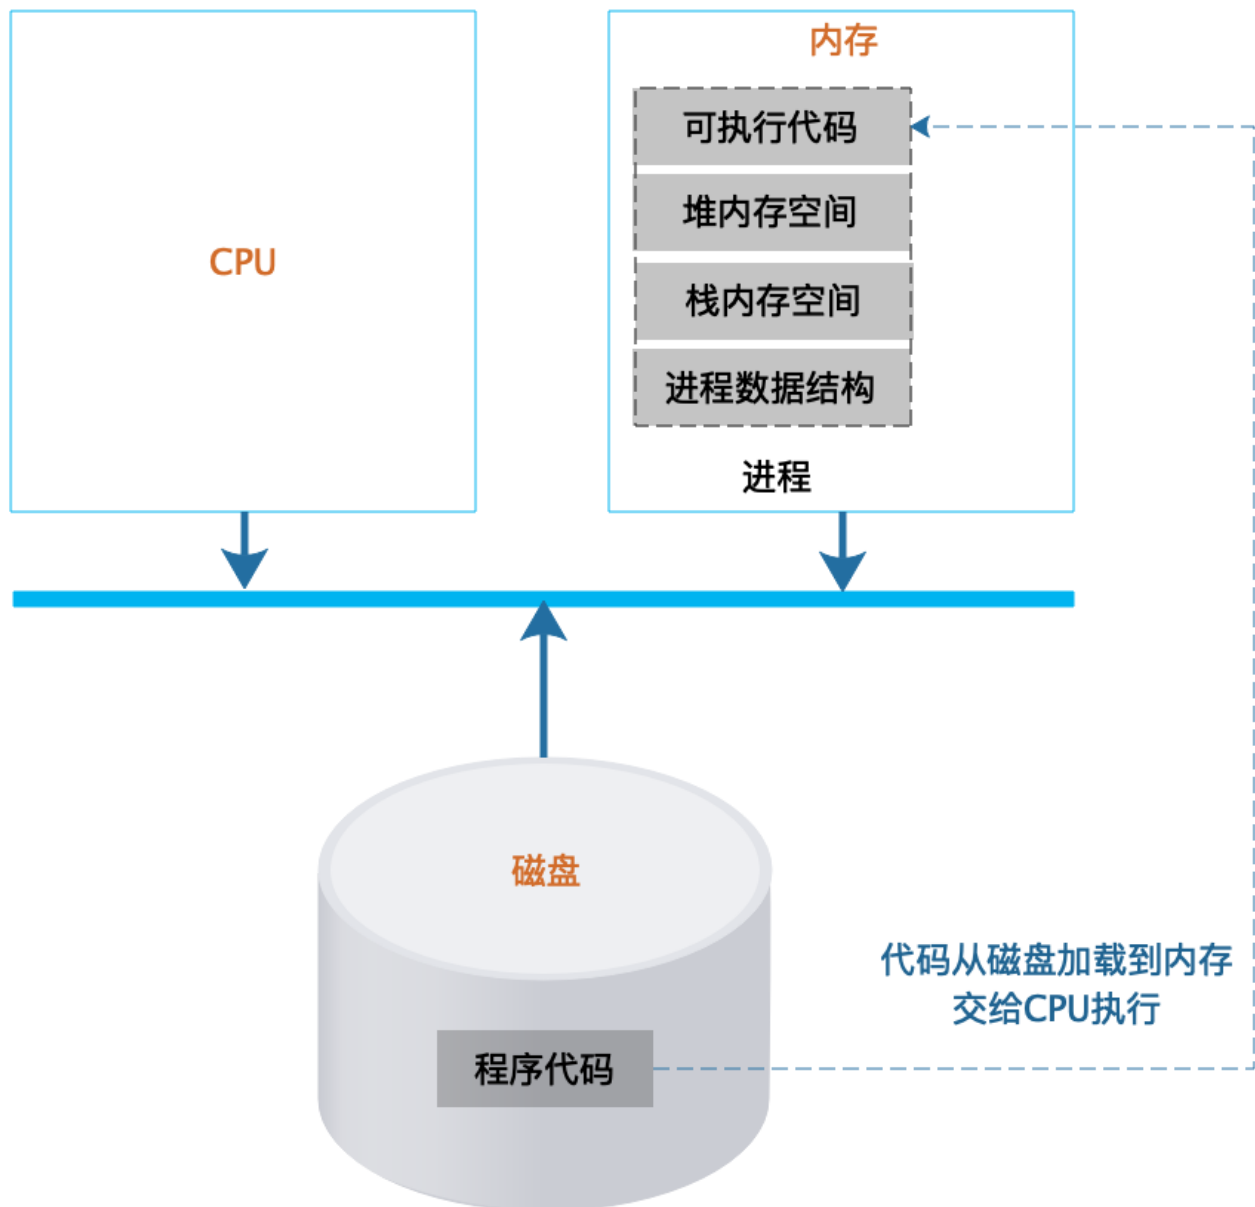 CPU
内存
可执行代码
堆内存空间
栈内存空间
进程数据结构
进程
磁盘
程序代码
代码从磁盘加载到内存
交给CPU执行